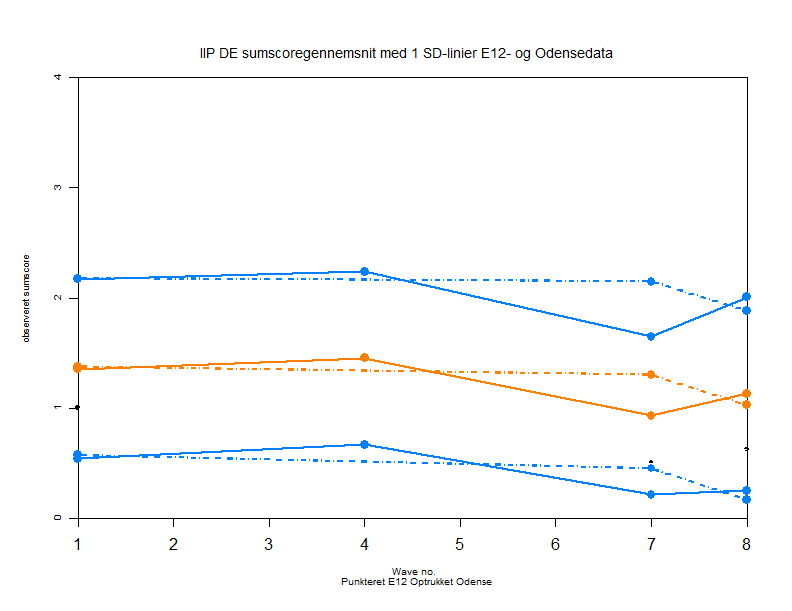 IIP DE sumscoregennemsnit med 1 SD-linier E12- og Odensedata
4
3
2
1
0
observeret sumscore
1 2 3 4 5 6 7 8
Wave no.
Punkteret E12 Optrukket Odense